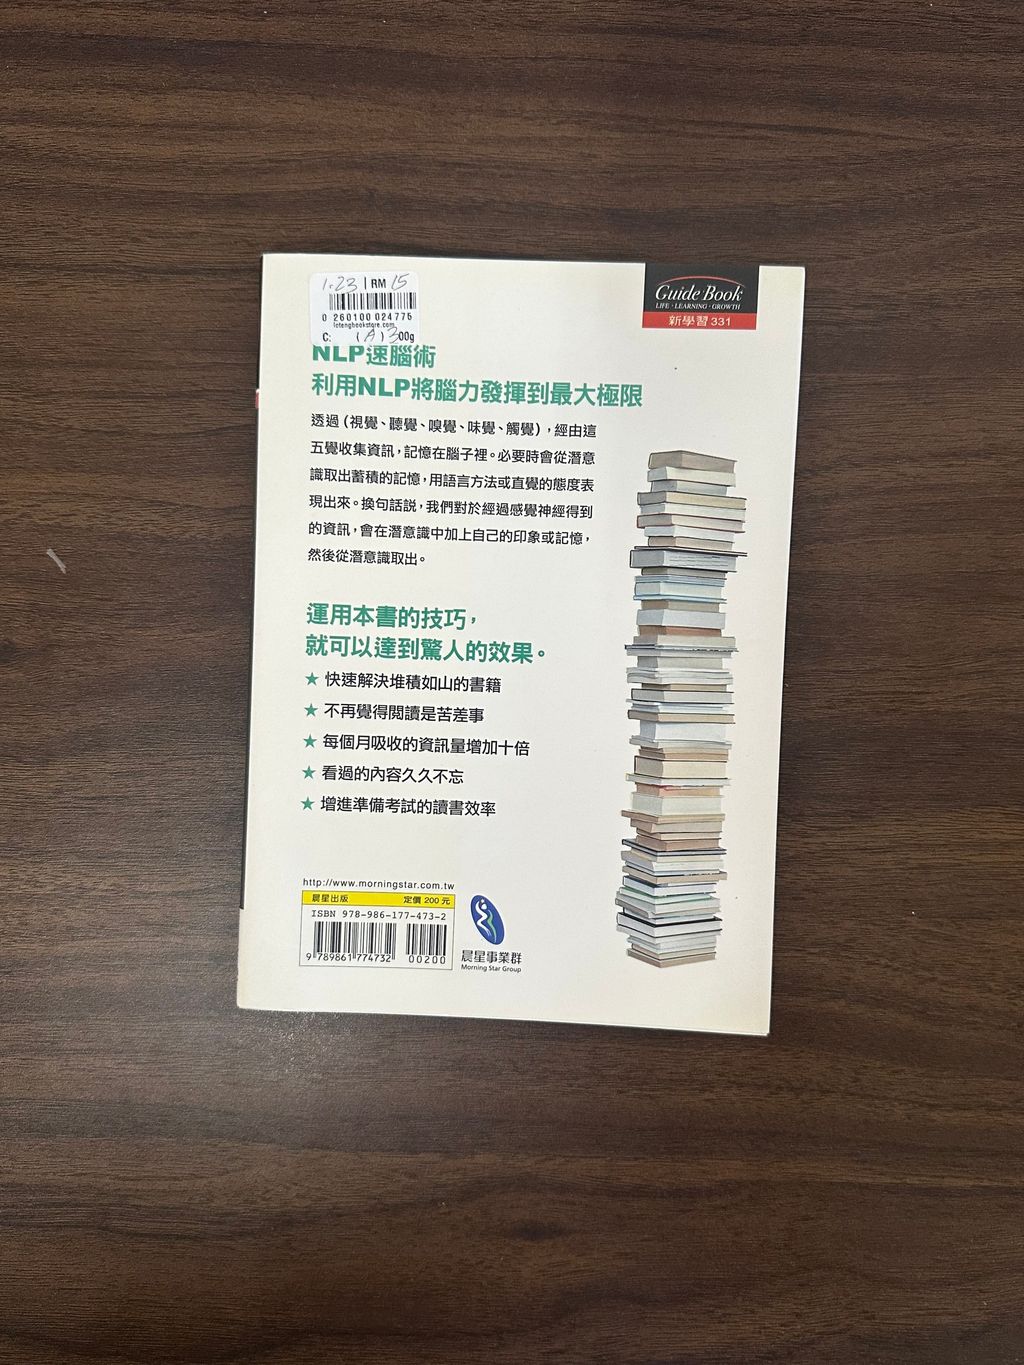 1.23 | RM 15
0 260100 024775
lotengbookstore.com
C: (A) 300g
Guide Book
LIFE · LEARNING · GROWTH
新學習 331
NLP速腦術
利用NLP將腦力發揮到最大極限
透過（視覺、聽覺、嗅覺、味覺、觸覺），經由這
五覺收集資訊，記憶在腦子裡。必要時會從潛意
識取出蓄積的記憶，用語言方法或直覺的態度表
現出來。換句話說，我們對於經過感覺神經得到
的資訊，會在潛意識中加上自己的印象或記憶，
然後從潛意識取出。
運用本書的技巧，
就可以達到驚人的效果。
★ 快速解決堆積如山的書籍
★ 不再覺得閱讀是苦差事
★ 每個月吸收的資訊量增加十倍
★ 看過的內容久久不忘
★ 增進準備考試的讀書效率
http://www.morningstar.com.tw
晨星出版 定價 200 元
ISBN 978-986-177-473-2
9 789861 774732 00200
晨星事業群
Morning Star Group